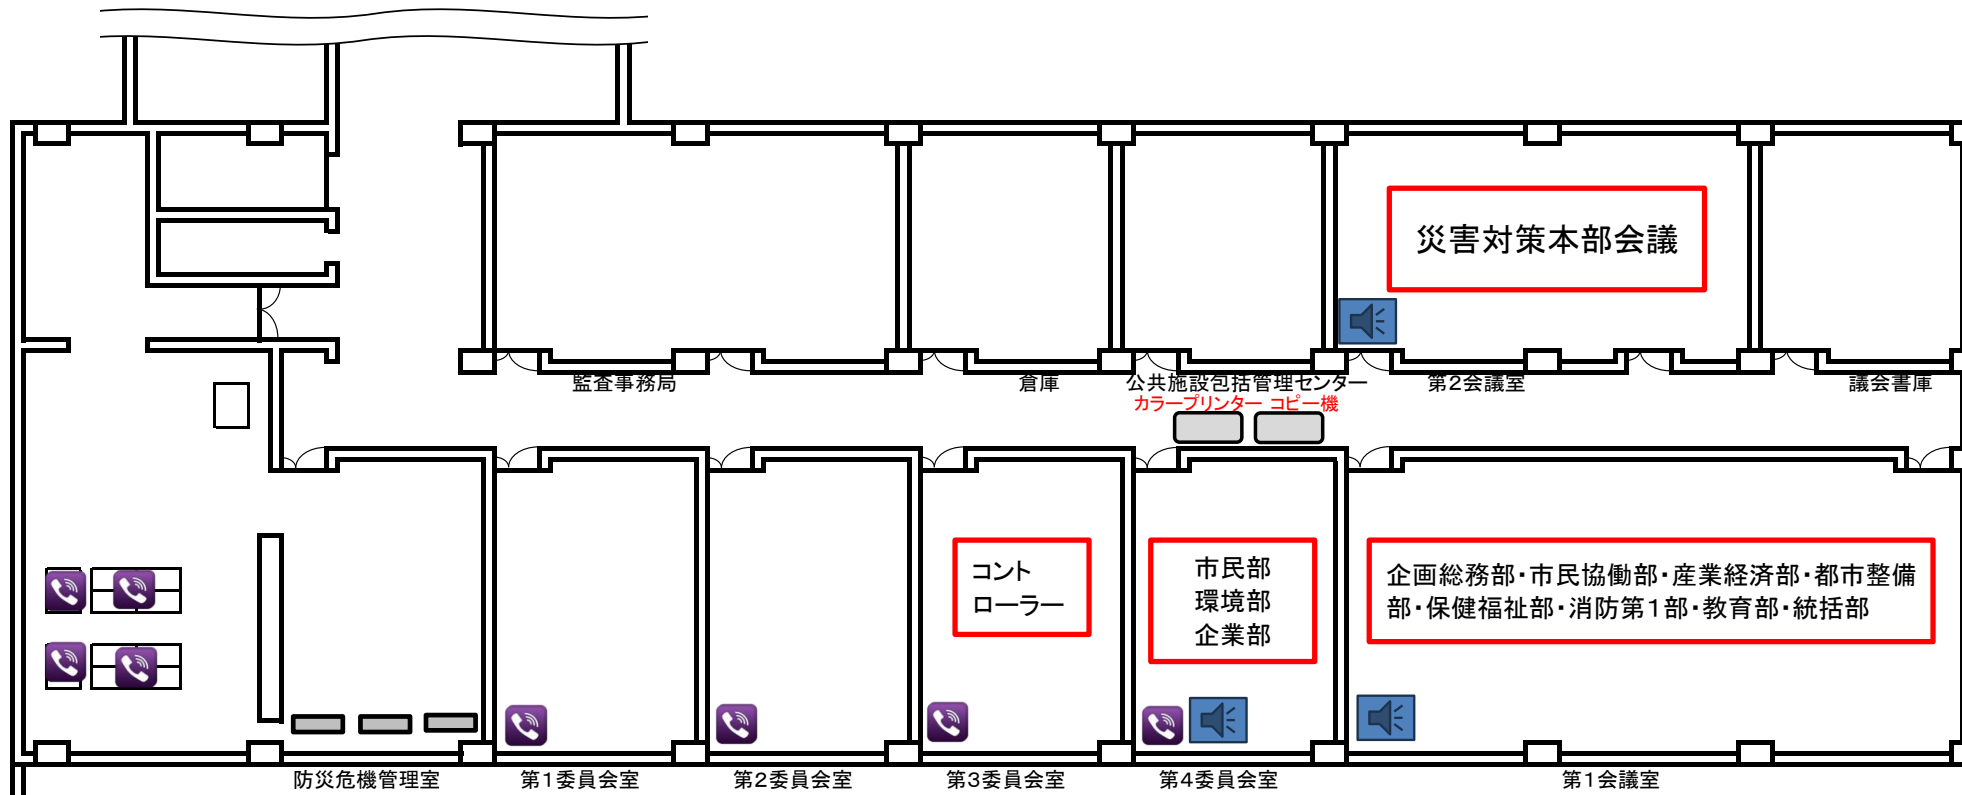 災害対策本部会議
監査事務局
倉庫
公共施設包括管理センター
第2会議室
議会書庫
カラープリンター コピー機
コント
ローラー
市民部
環境部
企業部
企画総務部・市民協働部・産業経済部・都市整備
部・保健福祉部・消防第1部・教育部・統括部
防災危機管理室
第1委員会室
第2委員会室
第3委員会室
第4委員会室
第1会議室